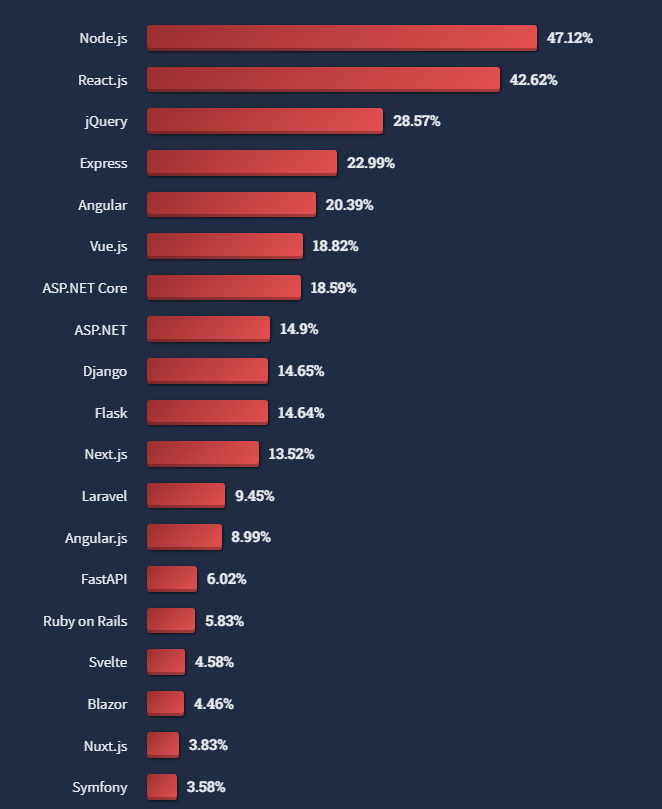 Node.js 47.12%
React.js 42.62%
jQuery 28.57%
Express 22.99%
Angular 20.39%
Vue.js 18.82%
ASP.NET Core 18.59%
ASP.NET 14.9%
Django 14.65%
Flask 14.64%
Next.js 13.52%
Laravel 9.45%
Angular.js 8.99%
FastAPI 6.02%
Ruby on Rails 5.83%
Svelte 4.58%
Blazor 4.46%
Nuxt.js 3.83%
Symfony 3.58%